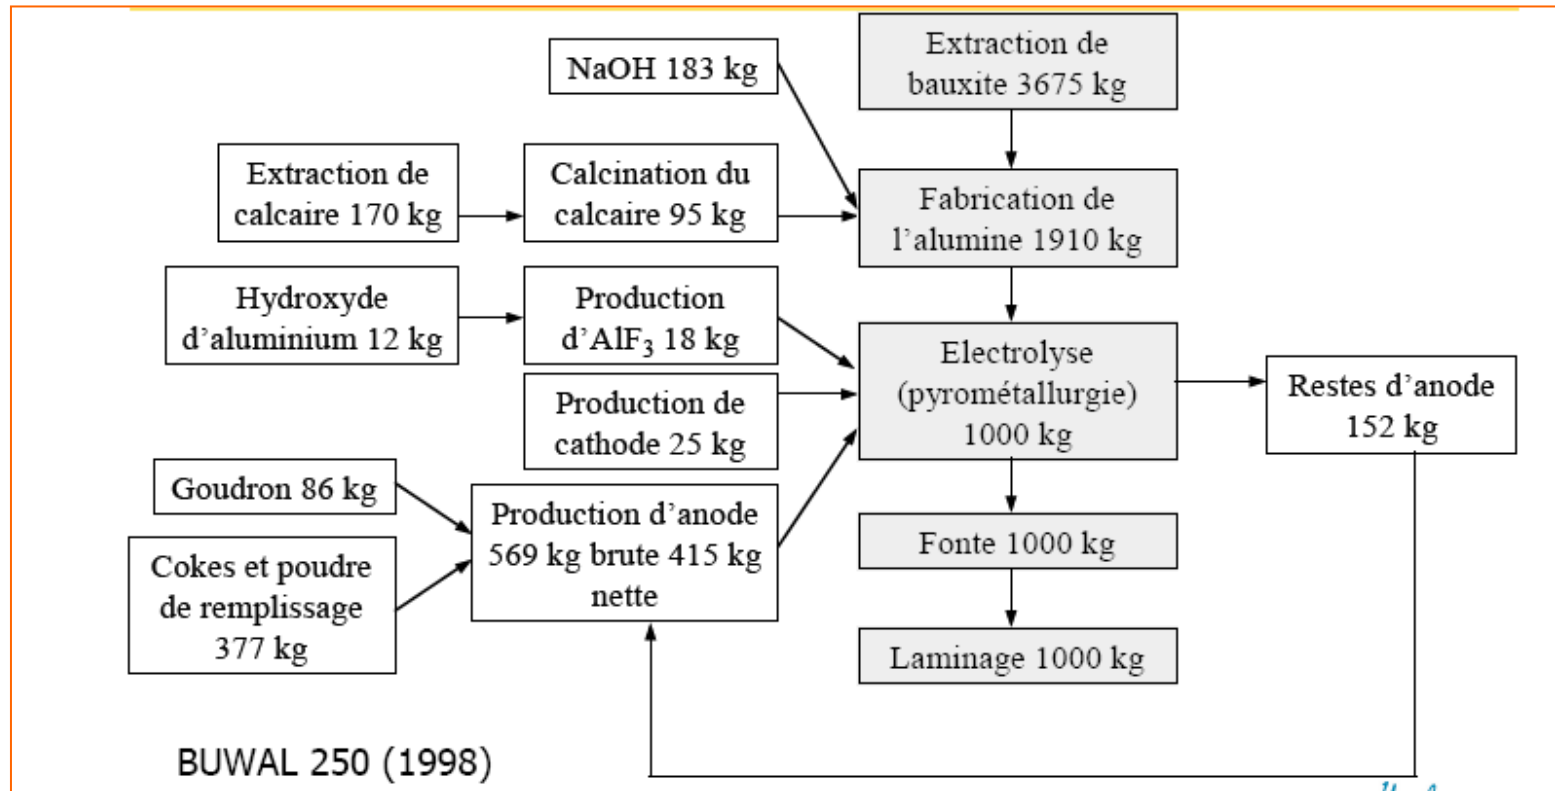 NaOH 183 kg
Extraction de
bauxite 3675 kg
Extraction de
calcaire 170 kg
Calcination du
calcaire 95 kg
Fabrication de
l’alumine 1910 kg
Hydroxyde
d’aluminium 12 kg
Production
d’AlF₃ 18 kg
Production de
cathode 25 kg
Electrolyse
(pyrométallurgie)
1000 kg
Restes d’anode
152 kg
Goudron 86 kg
Cokes et poudre
de remplissage
377 kg
Production d’anode
569 kg brute 415 kg
nette
Fonte 1000 kg
Laminage 1000 kg
BUWAL 250 (1998)